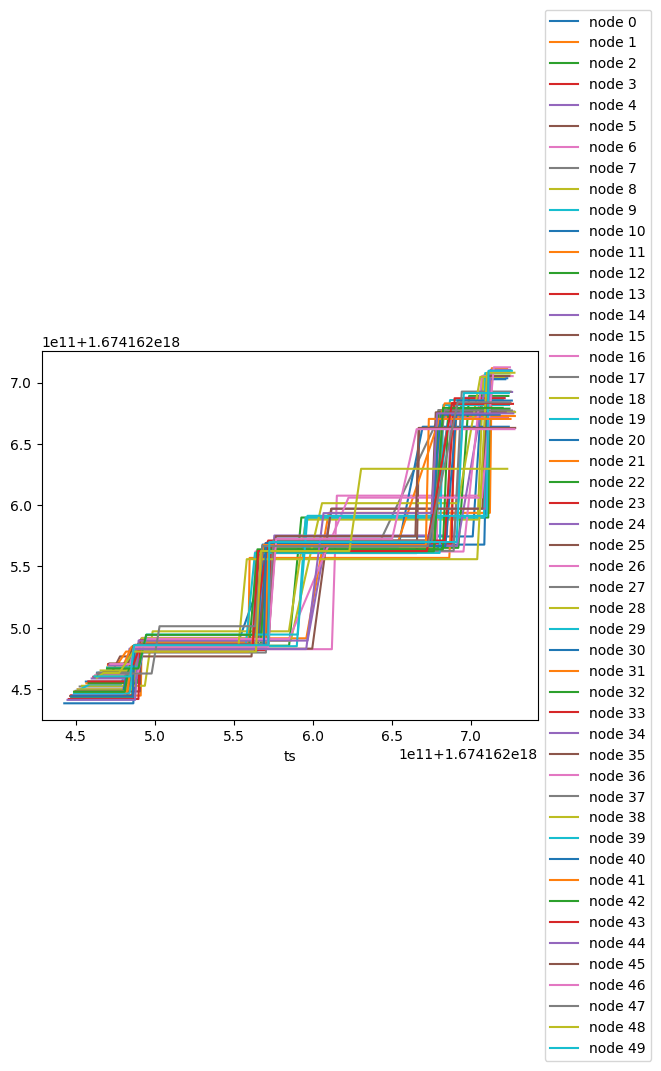 1e11+1.674162e18
7.0
6.5
6.0
5.5
5.0
4.5
4.5 5.0 5.5 6.0 6.5 7.0
ts
1e11+1.674162e18
node 0
node 1
node 2
node 3
node 4
node 5
node 6
node 7
node 8
node 9
node 10
node 11
node 12
node 13
node 14
node 15
node 16
node 17
node 18
node 19
node 20
node 21
node 22
node 23
node 24
node 25
node 26
node 27
node 28
node 29
node 30
node 31
node 32
node 33
node 34
node 35
node 36
node 37
node 38
node 39
node 40
node 41
node 42
node 43
node 44
node 45
node 46
node 47
node 48
node 49